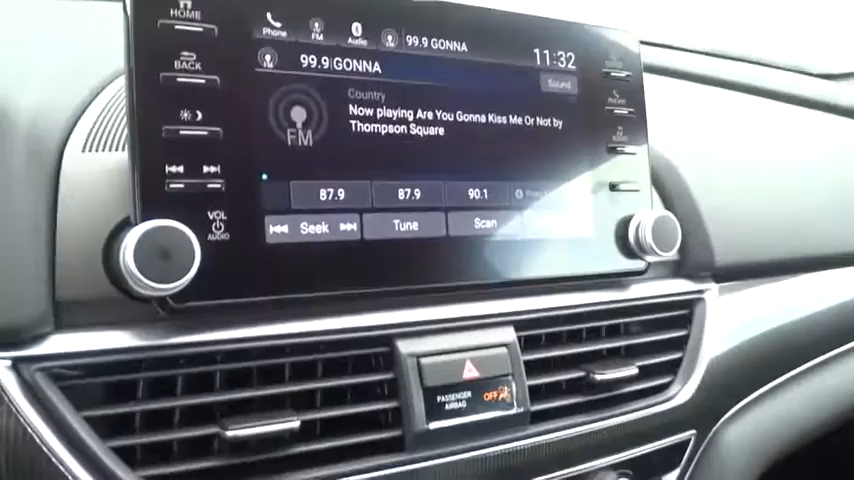 HOME
Phone
FM
Audio
99.9 GONNA
BACK
99.9|GONNA
11:32
Sound
Country
Now playing Are You Gonna Kiss Me Or Not by
Thompson Square
FM
PHONE
AUDIO
87.9
87.9
90.1
VOL
AUDIO
Seek
Tune
Scan
PASSENGER
AIRBAG
OFF